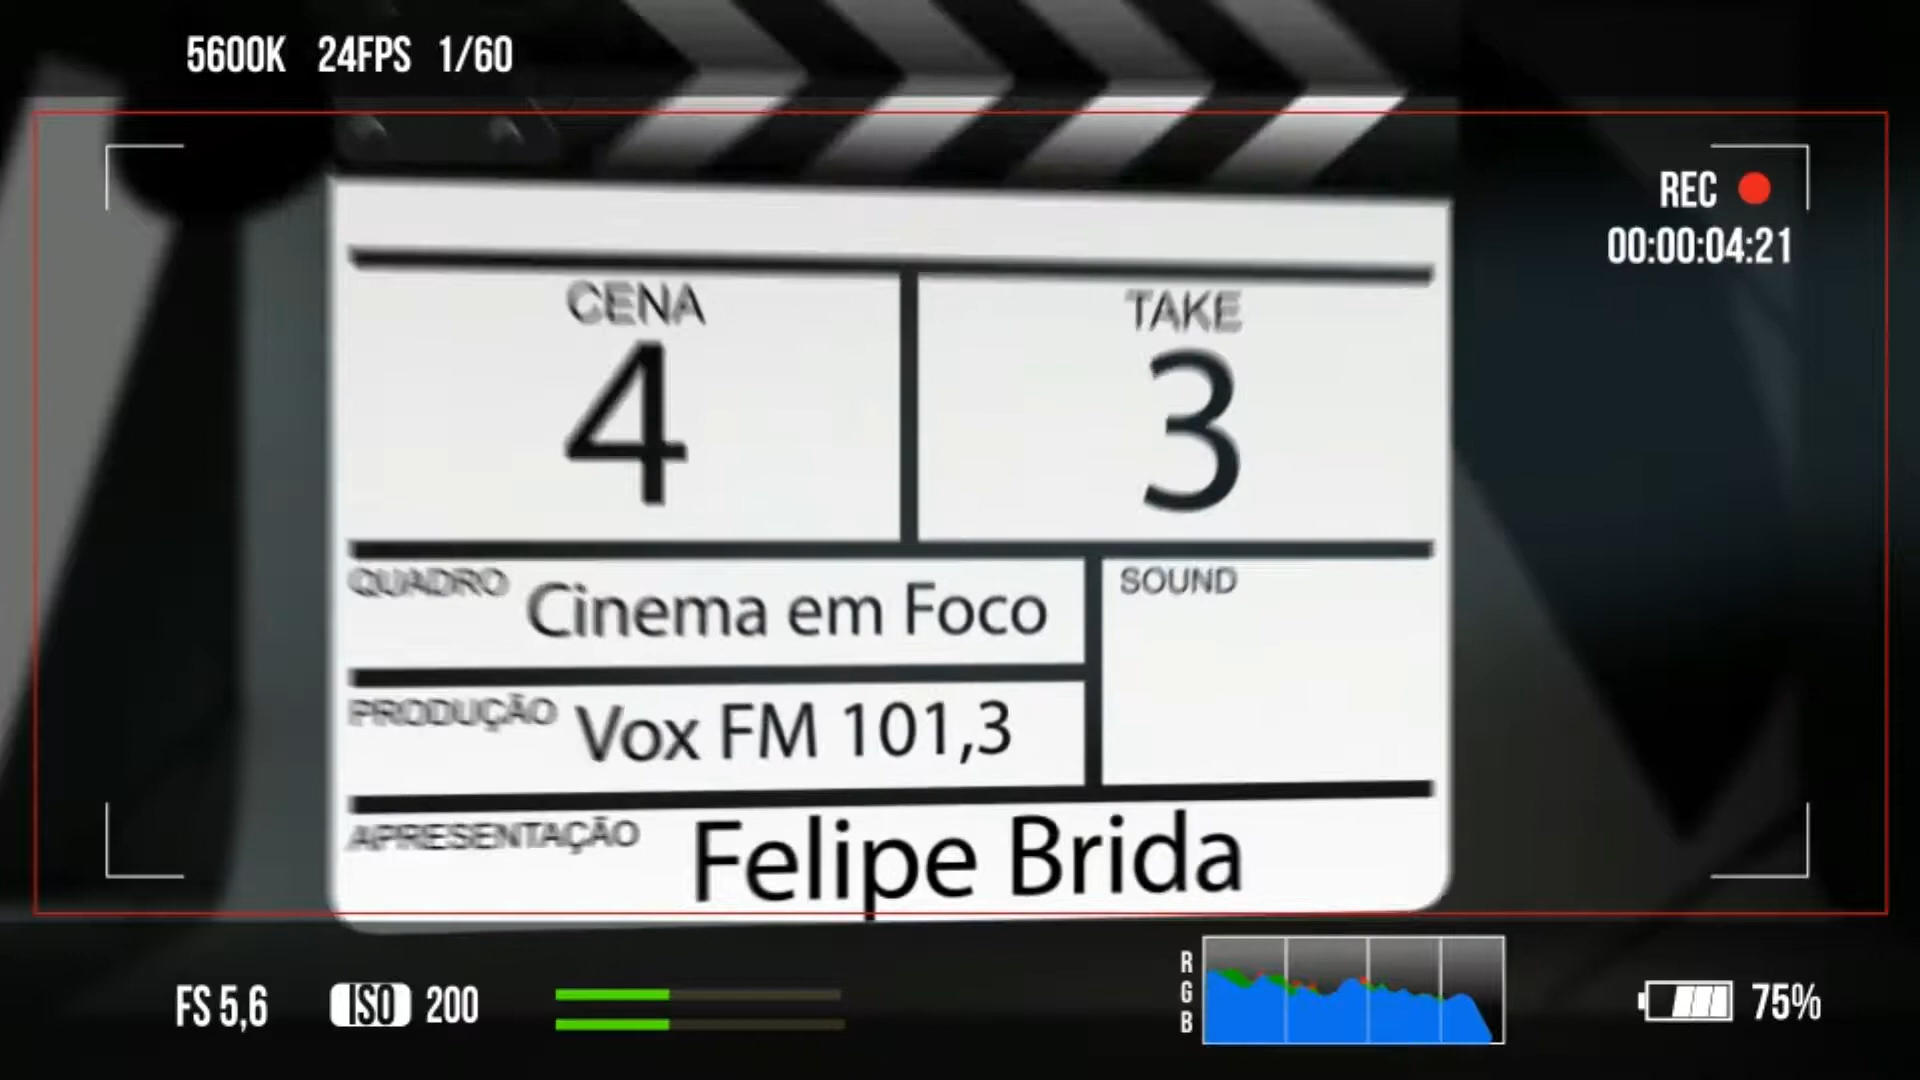 5600K 24FPS 1/60
REC
00:00:04:21
CENA
4
TAKE
3
QUADRO Cinema em Foco
SOUND
PRODUÇÃO Vox FM 101,3
APRESENTAÇÃO Felipe Brida
FS 5,6 ISO 200
R
G
B
75%